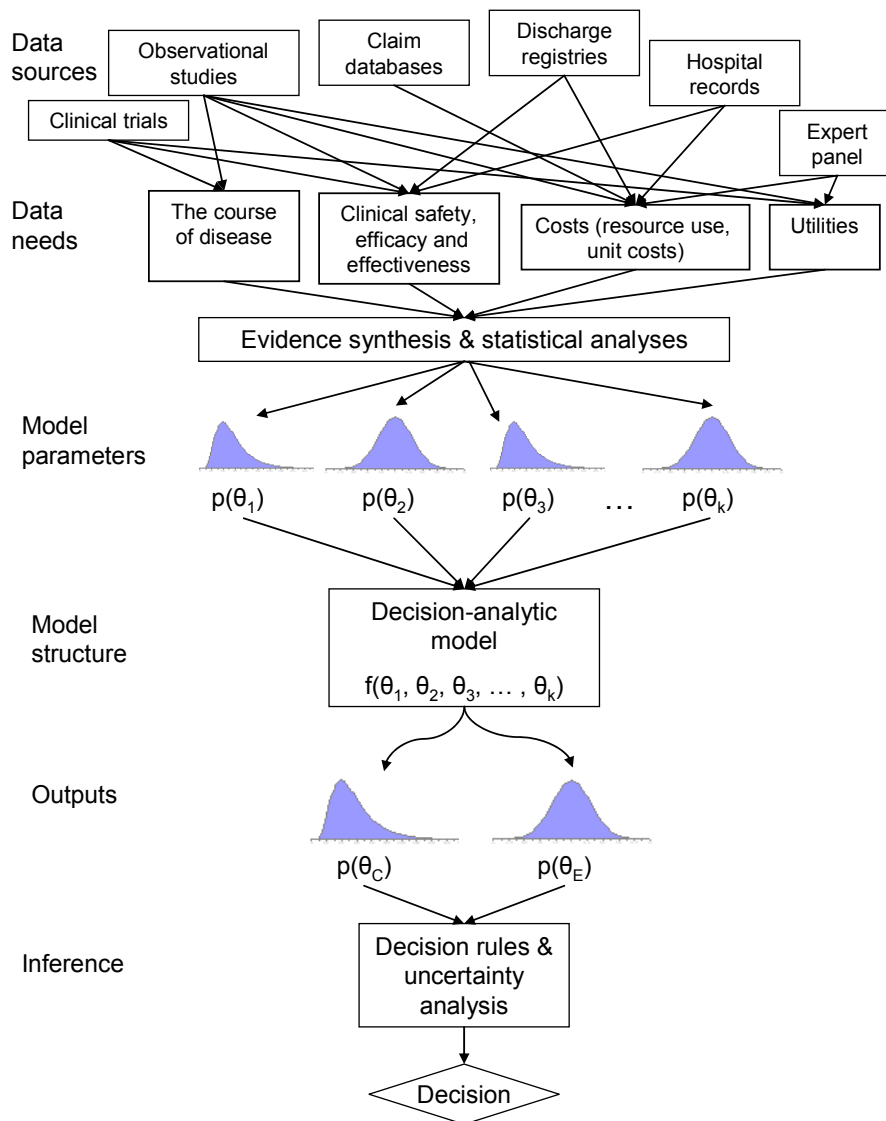 Data
sources
Observational
studies
Claim
databases
Discharge
registries
Hospital
records
Clinical trials
Expert
panel
Data
needs
The course
of disease
Clinical safety,
efficacy and
effectiveness
Costs (resource use,
unit costs)
Utilities
Evidence synthesis & statistical analyses
Model
parameters
p(θ₁)
p(θ₂)
p(θ₃)
…
p(θₖ)
Model
structure
Decision-analytic
model
f(θ₁, θ₂, θ₃, … , θₖ)
Outputs
p(θ_C)
p(θ_E)
Inference
Decision rules &
uncertainty
analysis
Decision